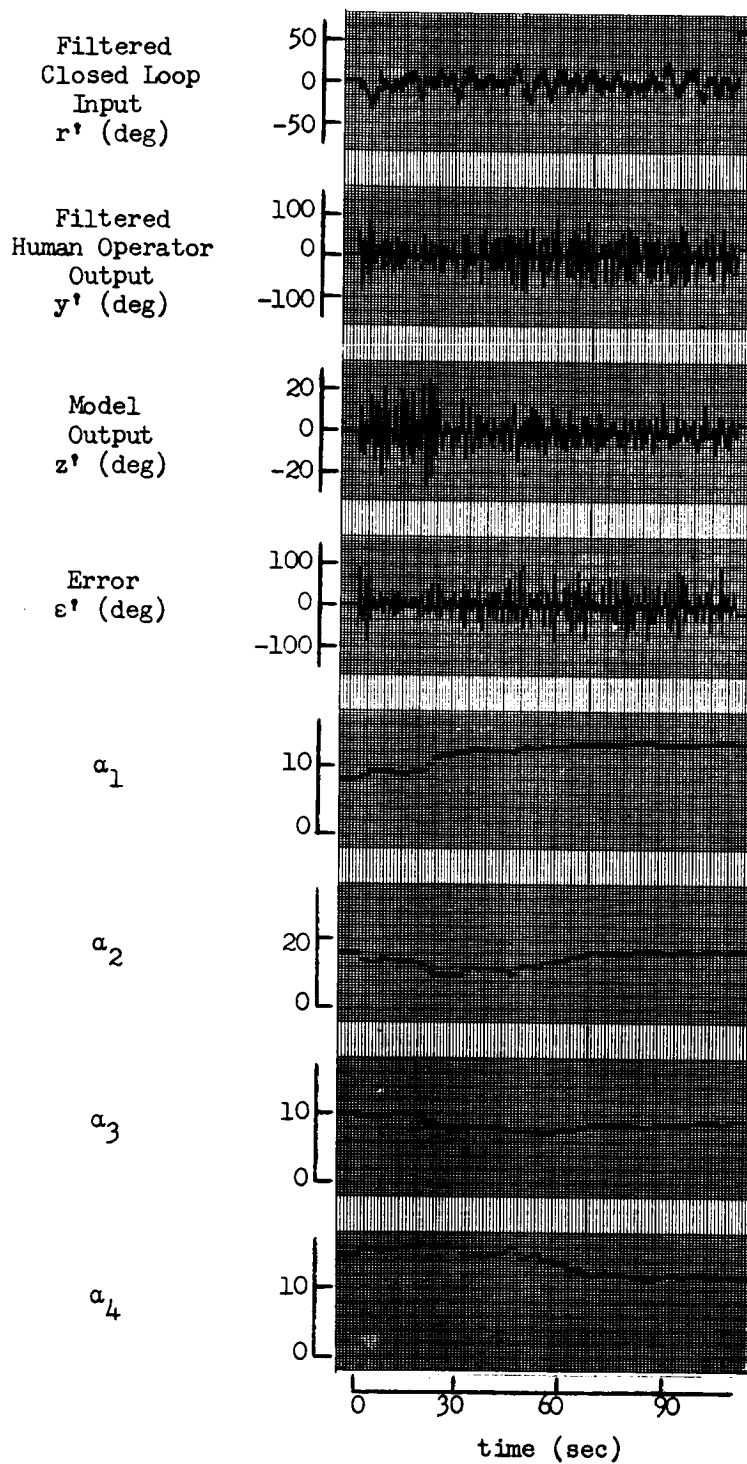 Filtered
Closed Loop
Input
r' (deg)
50
0
-50
Filtered
Human Operator
Output
y' (deg)
100
0
-100
Model
Output
z' (deg)
20
0
-20
Error
ε' (deg)
100
0
-100
α1
10
0
α2
20
0
α3
10
0
α4
10
0
0 30 60 90
time (sec)